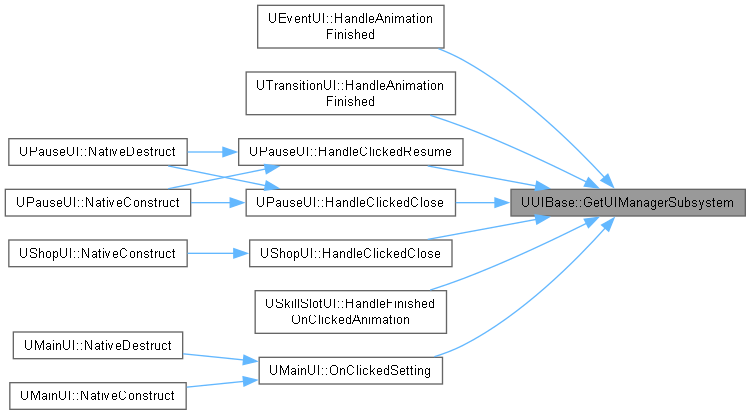 UEventUI::HandleAnimation
Finished
UTransitionUI::HandleAnimation
Finished
UPauseUI::NativeDestruct
UPauseUI::HandleClickedResume
UPauseUI::NativeConstruct
UPauseUI::HandleClickedClose
UUIBase::GetUIManagerSubsystem
UShopUI::NativeConstruct
UShopUI::HandleClickedClose
USkillSlotUI::HandleFinished
OnClickedAnimation
UMainUI::NativeDestruct
UMainUI::OnClickedSetting
UMainUI::NativeConstruct